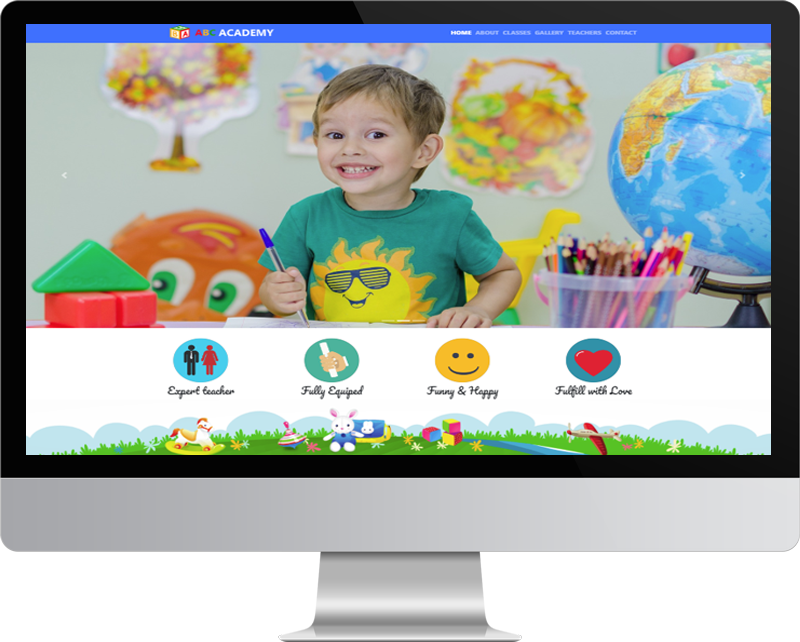 ABC ACADEMY
HOME ABOUT CLASSES GALLERY TEACHERS CONTACT
Expert teacher
Fully Equiped
Funny & Happy
Fulfill with Love